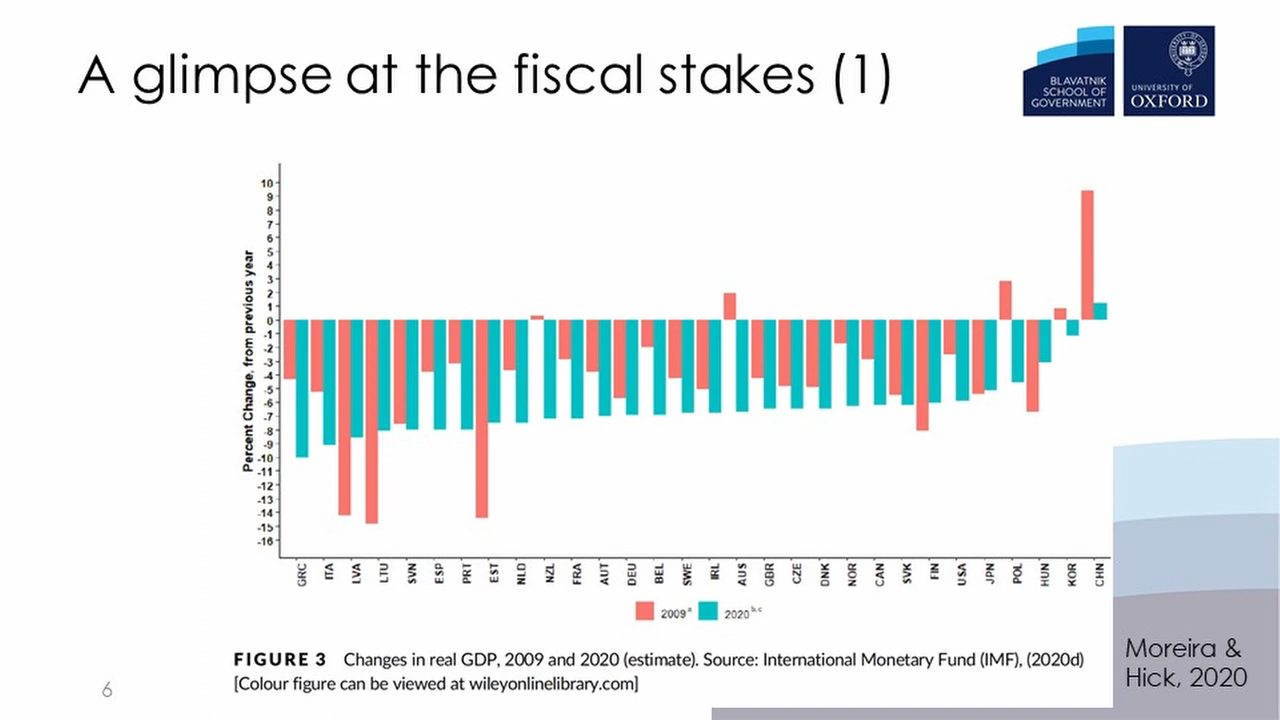 A glimpse at the fiscal stakes (1)
BLAVATNIK
SCHOOL OF
GOVERNMENT
UNIVERSITY OF
OXFORD
Percent Change, from previous year
10
9
8
7
6
5
4
3
2
1
0
-1
-2
-3
-4
-5
-6
-7
-8
-9
-10
-11
-12
-13
-14
-15
-16
GRC ITA LVA LTU SVN ESP PRT EST NLD NZL FRA AUT DEU BEL SWE IRL AUS GBR CZE DNK NOR CAN SVK FIN USA JPN POL HUN KOR CHN
2009 a 2020 b,c
FIGURE 3 Changes in real GDP, 2009 and 2020 (estimate). Source: International Monetary Fund (IMF), (2020d)
[Colour figure can be viewed at wileyonlinelibrary.com]
Moreira &
Hick, 2020
6